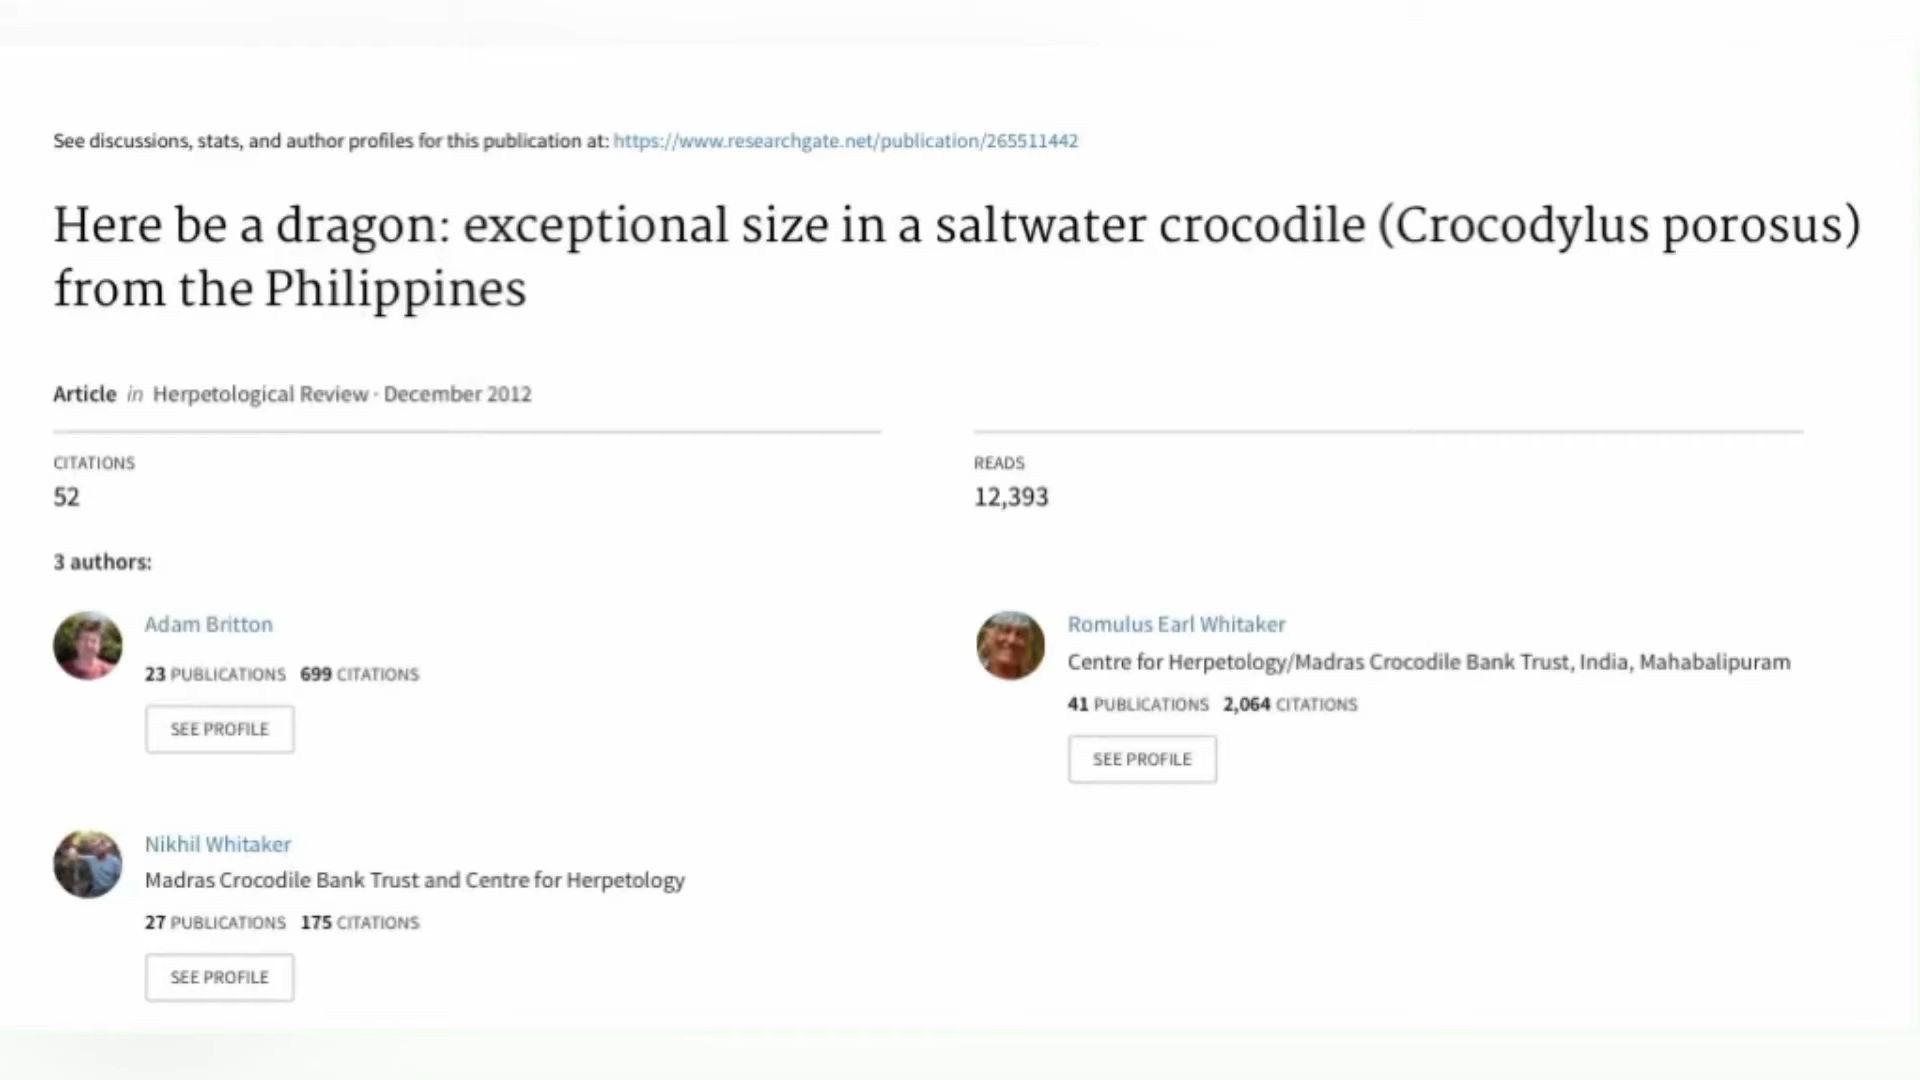 See discussions, stats, and author profiles for this publication at: https://www.researchgate.net/publication/265511442
Here be a dragon: exceptional size in a saltwater crocodile (Crocodylus porosus)
from the Philippines
Article in Herpetological Review · December 2012
CITATIONS
52
READS
12,393
3 authors:
Adam Britton
23 PUBLICATIONS 699 CITATIONS
SEE PROFILE
Romulus Earl Whitaker
Centre for Herpetology/Madras Crocodile Bank Trust, India, Mahabalipuram
41 PUBLICATIONS 2,064 CITATIONS
SEE PROFILE
Nikhil Whitaker
Madras Crocodile Bank Trust and Centre for Herpetology
27 PUBLICATIONS 175 CITATIONS
SEE PROFILE